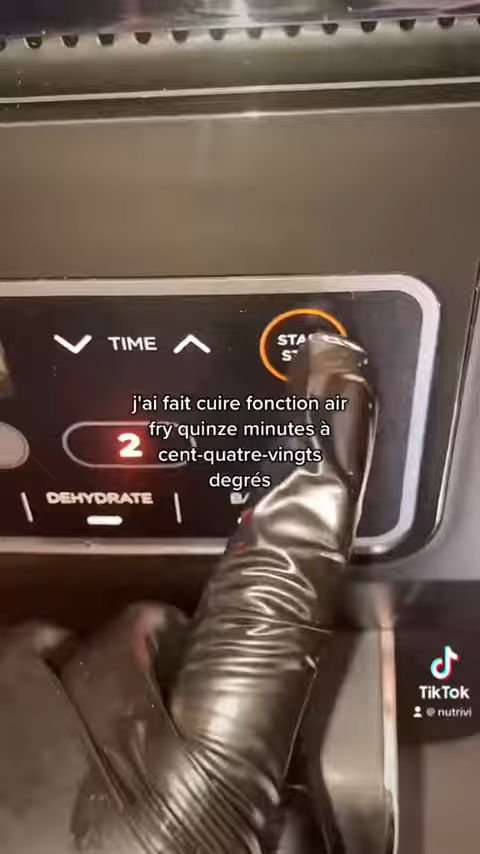 TIME
j'ai fait cuire fonction air
fry quinze minutes à
cent-quatre-vingts
degrés
2
DEHYDRATE
TikTok
@ nutrivi